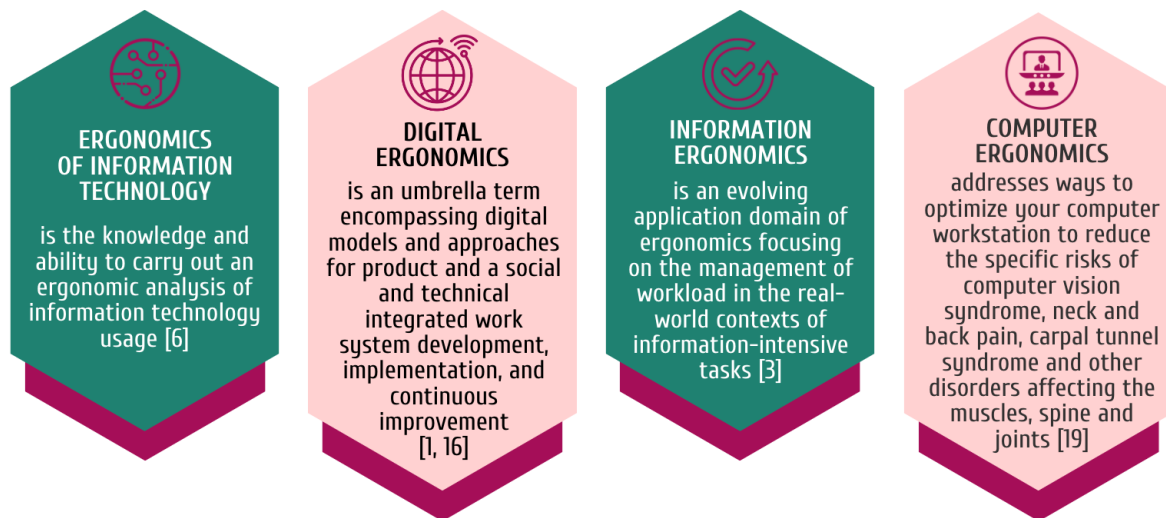 ERGONOMICS
OF INFORMATION
TECHNOLOGY
is the knowledge and
ability to carry out an
ergonomic analysis of
information technology
usage [6]
DIGITAL
ERGONOMICS
is an umbrella term
encompassing digital
models and approaches
for product and a social
and technical
integrated work
system development,
implementation, and
continuous
improvement
[1, 16]
INFORMATION
ERGONOMICS
is an evolving
application domain of
ergonomics focusing
on the management of
workload in the real-
world contexts of
information-intensive
tasks [3]
COMPUTER
ERGONOMICS
addresses ways to
optimize your computer
workstation to reduce
the specific risks of
computer vision
syndrome, neck and
back pain, carpal tunnel
syndrome and other
disorders affecting the
muscles, spine and
joints [19]